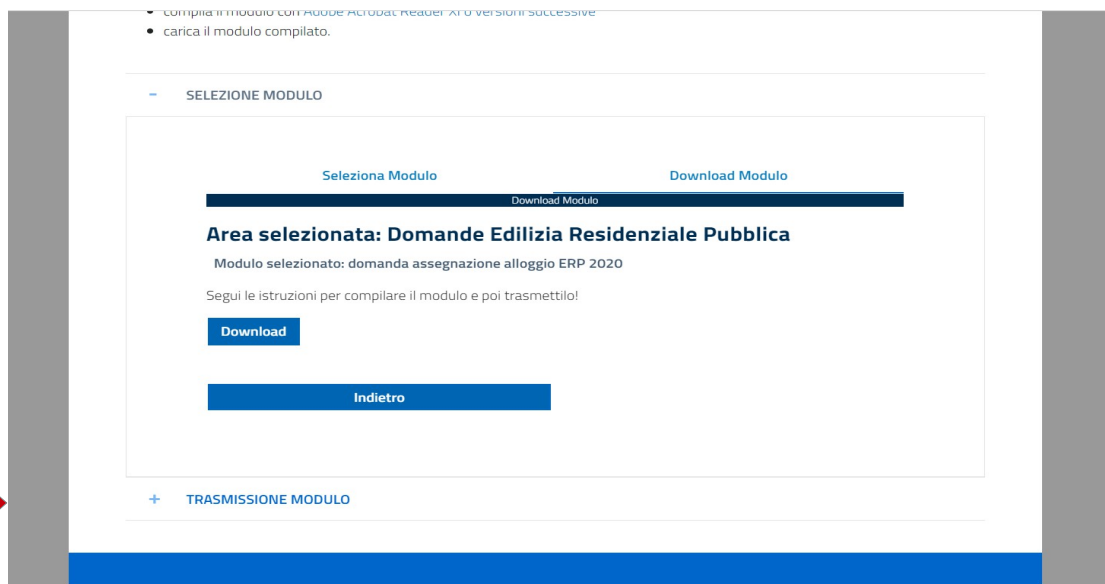 compila il modulo con Adobe Acrobat Reader XI o versioni successive
carica il modulo compilato.
- SELEZIONE MODULO
Seleziona Modulo
Download Modulo
Download Modulo
Area selezionata: Domande Edilizia Residenziale Pubblica
Modulo selezionato: domanda assegnazione alloggio ERP 2020
Segui le istruzioni per compilare il modulo e poi trasmettilo!
Download
Indietro
+ TRASMISSIONE MODULO